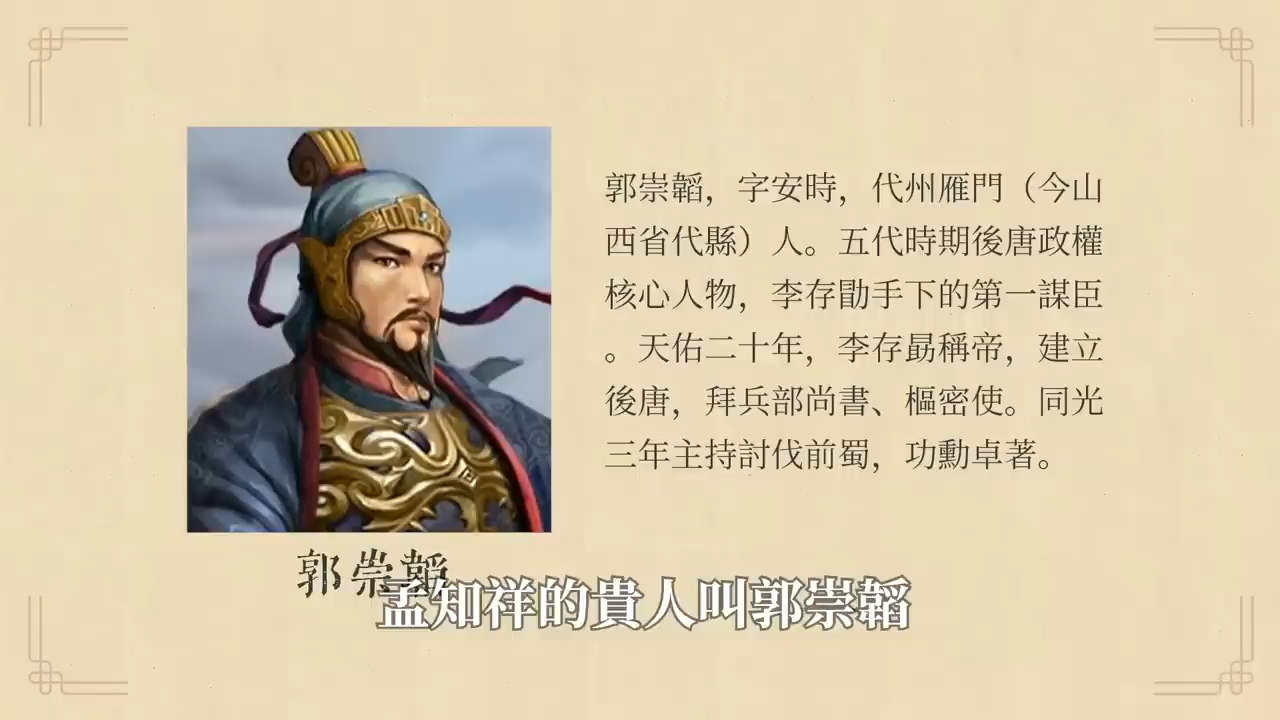 郭崇韜，字安時，代州雁門（今山
西省代縣）人。五代時期後唐政權
核心人物，李存勖手下的第一謀臣
。天佑二十年，李存勗稱帝，建立
後唐，拜兵部尚書、樞密使。同光
三年主持討伐前蜀，功勳卓著。
郭崇韜
孟知祥的貴人叫郭崇韜